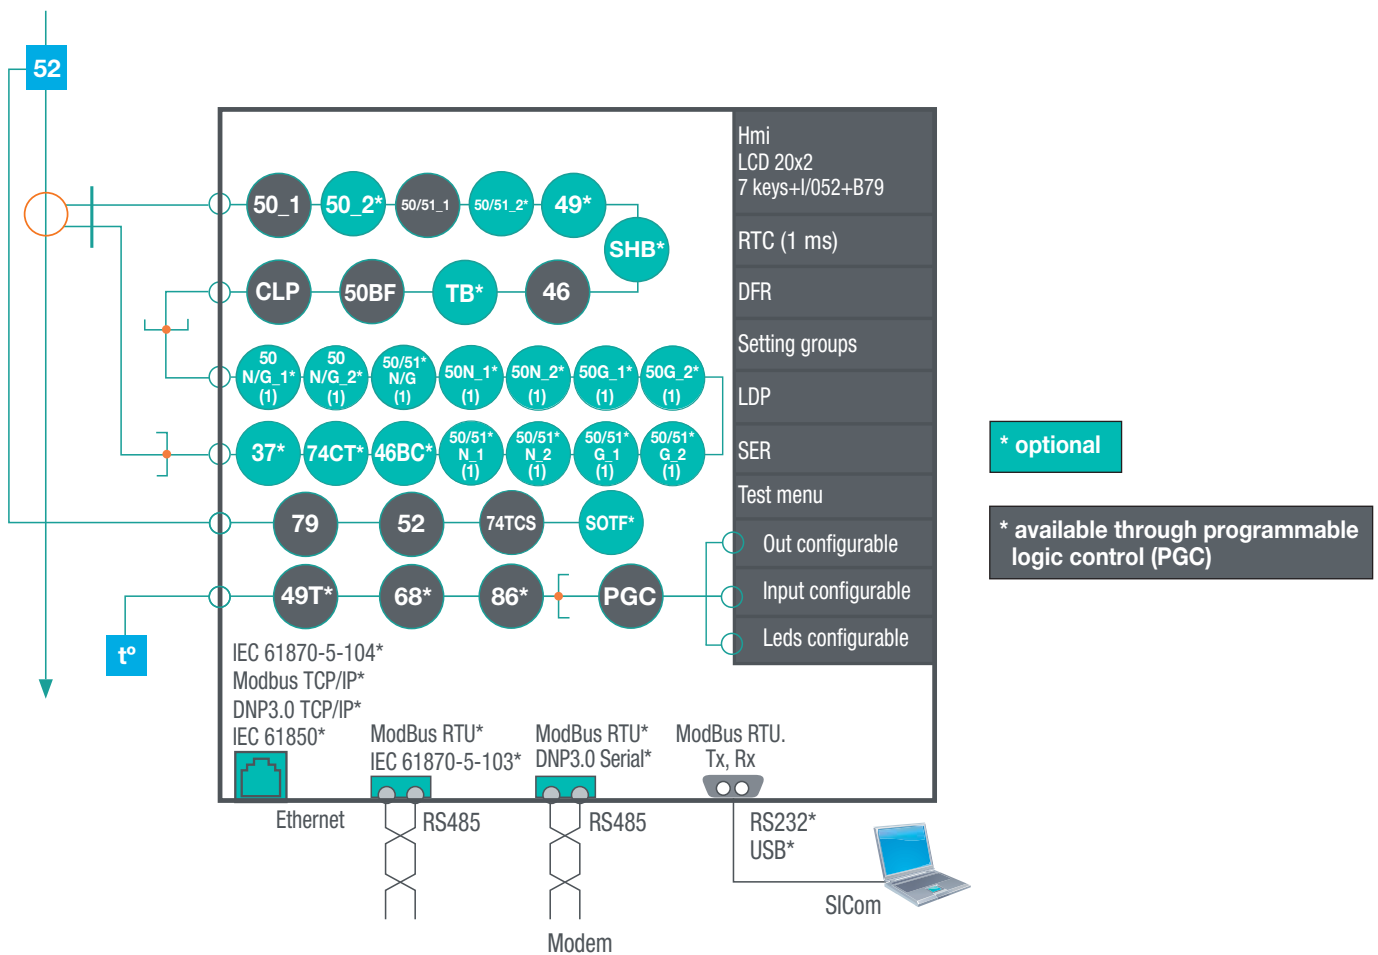 52
Hmi
LCD 20x2
7 keys+I/052+B79
50_1
50_2*
50/51_1
50/51_2*
49*
SHB*
RTC (1 ms)
CLP
50BF
TB*
46
DFR
Setting groups
50
N/G_1*
(1)
50
N/G_2*
(1)
50/51*
N/G
(1)
50N_1*
(1)
50N_2*
(1)
50G_1*
(1)
50G_2*
(1)
LDP
37*
74CT*
46BC*
50/51*
N_1
(1)
50/51*
N_2
(1)
50/51*
G_1
(1)
50/51*
G_2
(1)
SER
* optional
Test menu
79
52
74TCS
SOTF*
Out configurable
* available through programmable
logic control (PGC)
49T*
68*
86*
PGC
Input configurable
Leds configurable
tº
IEC 61870-5-104*
Modbus TCP/IP*
DNP3.0 TCP/IP*
IEC 61850*
ModBus RTU*
IEC 61870-5-103*
ModBus RTU*
DNP3.0 Serial*
ModBus RTU.
Tx, Rx
Ethernet
RS485
RS485
RS232*
USB*
SICom
Modem